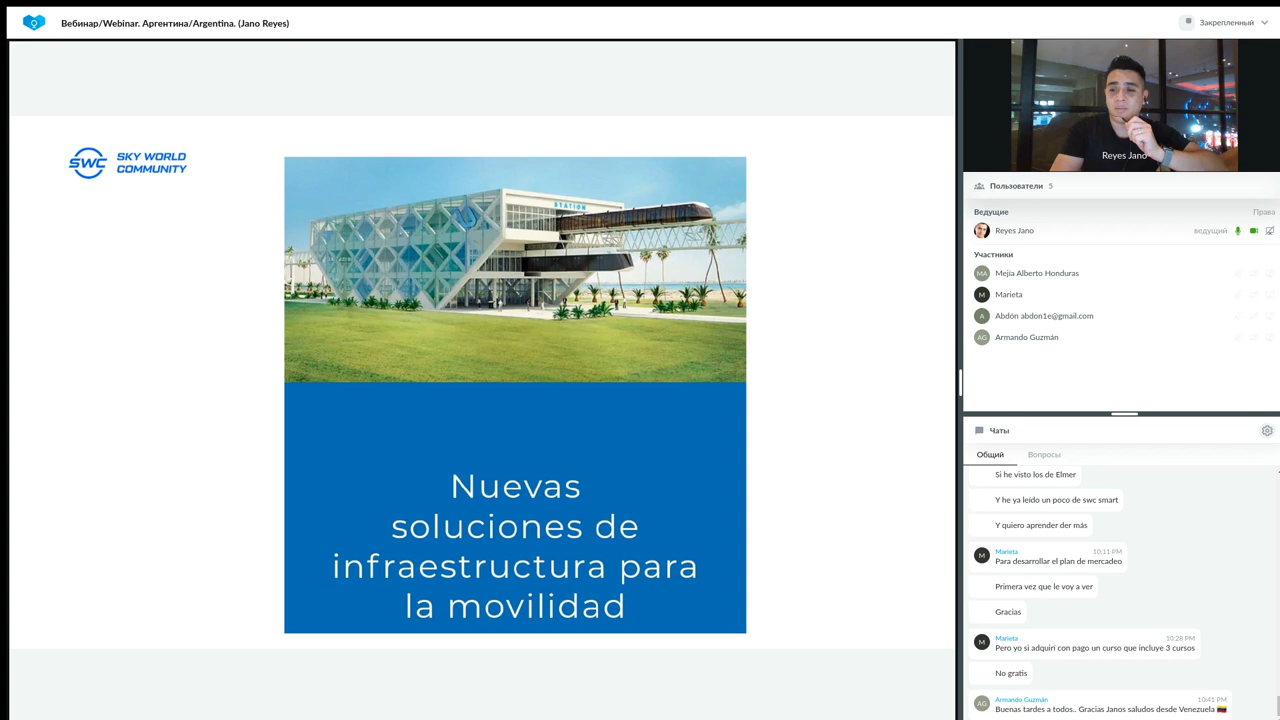 Вебинар/Webinar. Аргентина/Argentina. (Jano Reyes)
Закрепленный
SWC SKY WORLD
COMMUNITY
STATION
Nuevas
soluciones de
infraestructura para
la movilidad
Reyes Jano
Пользователи 5
Ведущие Права
Reyes Jano ведущий
Участники
MA Mejía Alberto Honduras
M Marieta
A Abdón abdon1e@gmail.com
AG Armando Guzmán
Чаты
Общий Вопросы
Si he visto los de Elmer
Y he ya leído un poco de swc smart
Y quiero aprender der más
M Marieta 10:11 PM
Para desarrollar el plan de mercadeo
Primera vez que le voy a ver
Gracias
M Marieta 10:28 PM
Pero yo si adquirí con pago un curso que incluye 3 cursos
No gratis
AG Armando Guzmán 10:41 PM
Buenas tardes a todos.. Gracias Janos saludos desde Venezuela 🇻🇪